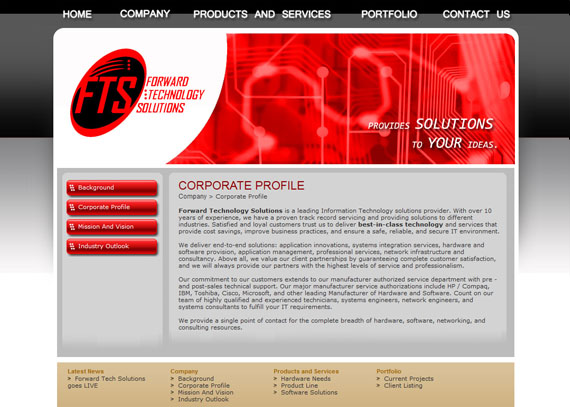 HOME COMPANY PRODUCTS AND SERVICES PORTFOLIO CONTACT US
FTS FORWARD
TECHNOLOGY
SOLUTIONS
PROVIDES SOLUTIONS
TO YOUR IDEAS.
Background
Corporate Profile
Mission And Vision
Industry Outlook
CORPORATE PROFILE
Company > Corporate Profile
Forward Technology Solutions is a leading Information Technology solutions provider. With over 10
years of experience, we have a proven track record servicing and providing solutions to different
industries. Satisfied and loyal customers trust us to deliver best-in-class technology and services that
provide cost savings, improve business practices, and ensure a safe, reliable, and secure IT environment.
We deliver end-to-end solutions: application innovations, systems integration services, hardware and
software provision, application management, professional services, network infrastructure and
consultancy. Above all, we value our client partnerships by guaranteeing complete customer satisfaction,
and we will always provide our partners with the highest levels of service and professionalism.
Our commitment to our customers extends to our manufacturer authorized service department with pre -
and post-sales technical support. Our major manufacturer service authorizations include HP / Compaq,
IBM, Toshiba, Cisco, Microsoft, and other leading Manufacturer of Hardware and Software. Count on our
team of highly qualified and experienced technicians, systems engineers, network engineers, and
systems consultants to fulfill your IT requirements.
We provide a single point of contact for the complete breadth of hardware, software, networking, and
consulting resources.
Latest News
> Forward Tech Solutions
goes LIVE
Company
> Background
> Corporate Profile
> Mission And Vision
> Industry Outlook
Products and Services
> Hardware Needs
> Product Line
> Software Solutions
Portfolio
> Current Projects
> Client Listing